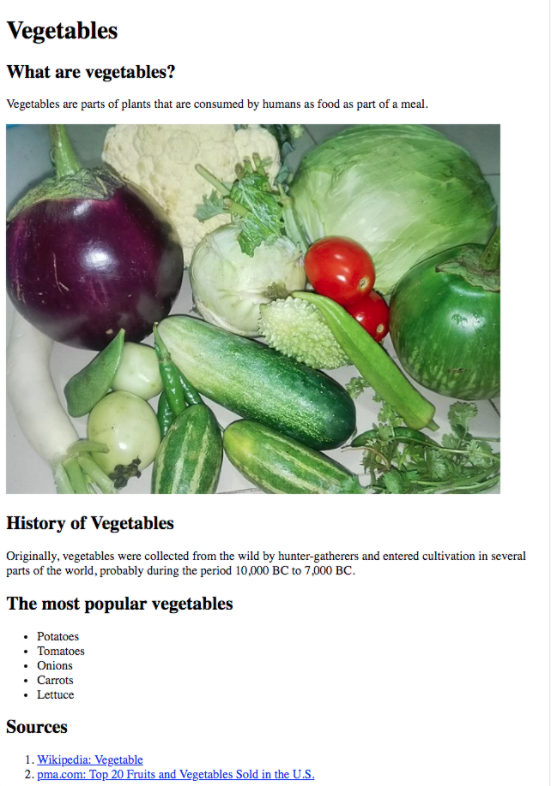 Vegetables
What are vegetables?
Vegetables are parts of plants that are consumed by humans as food as part of a meal.
History of Vegetables
Originally, vegetables were collected from the wild by hunter-gatherers and entered cultivation in several
parts of the world, probably during the period 10,000 BC to 7,000 BC.
The most popular vegetables
• Potatoes
• Tomatoes
• Onions
• Carrots
• Lettuce
Sources
1. Wikipedia: Vegetable
2. pma.com: Top 20 Fruits and Vegetables Sold in the U.S.